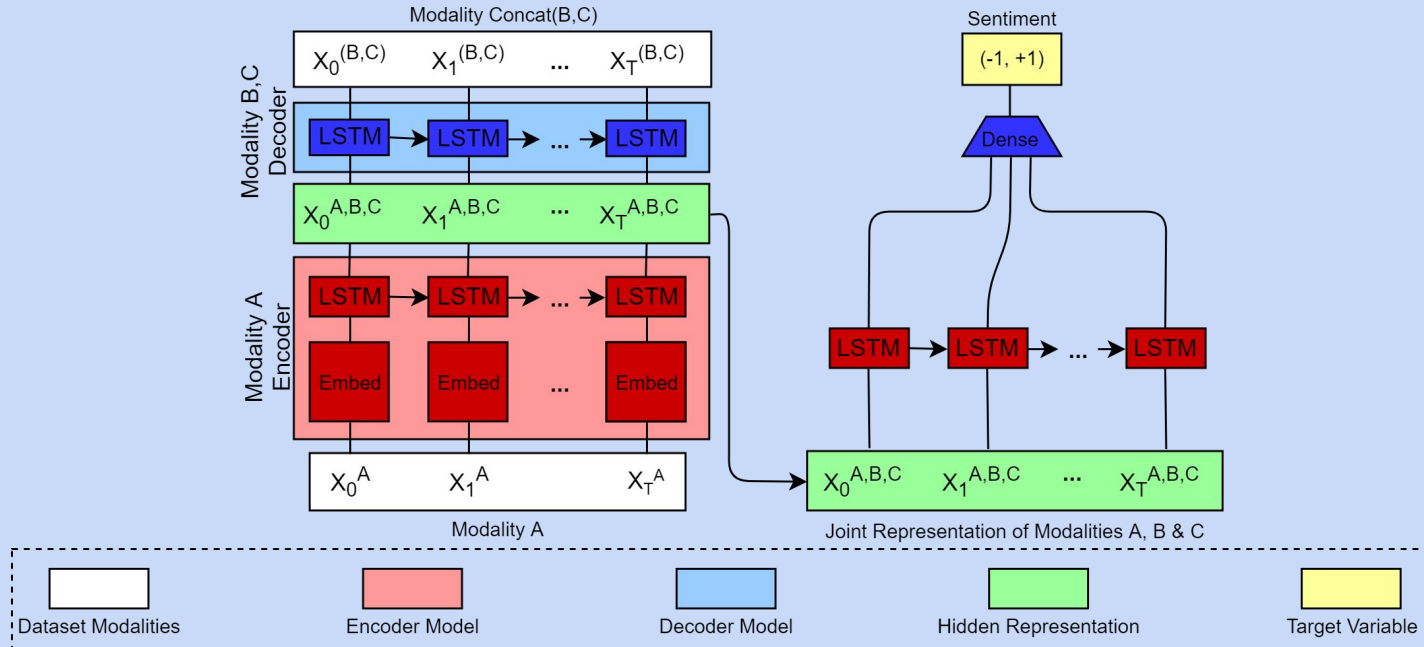 Modality Concat(B,C)
X0(B,C) X1(B,C) ... XT(B,C)
Modality B,C
Decoder
LSTM LSTM ... LSTM
X0A,B,C X1A,B,C ... XTA,B,C
Modality A
Encoder
LSTM LSTM ... LSTM
Embed Embed ... Embed
X0A X1A XTA
Modality A
Sentiment
(-1, +1)
Dense
LSTM LSTM ... LSTM
X0A,B,C X1A,B,C ... XTA,B,C
Joint Representation of Modalities A, B & C
Dataset Modalities
Encoder Model
Decoder Model
Hidden Representation
Target Variable